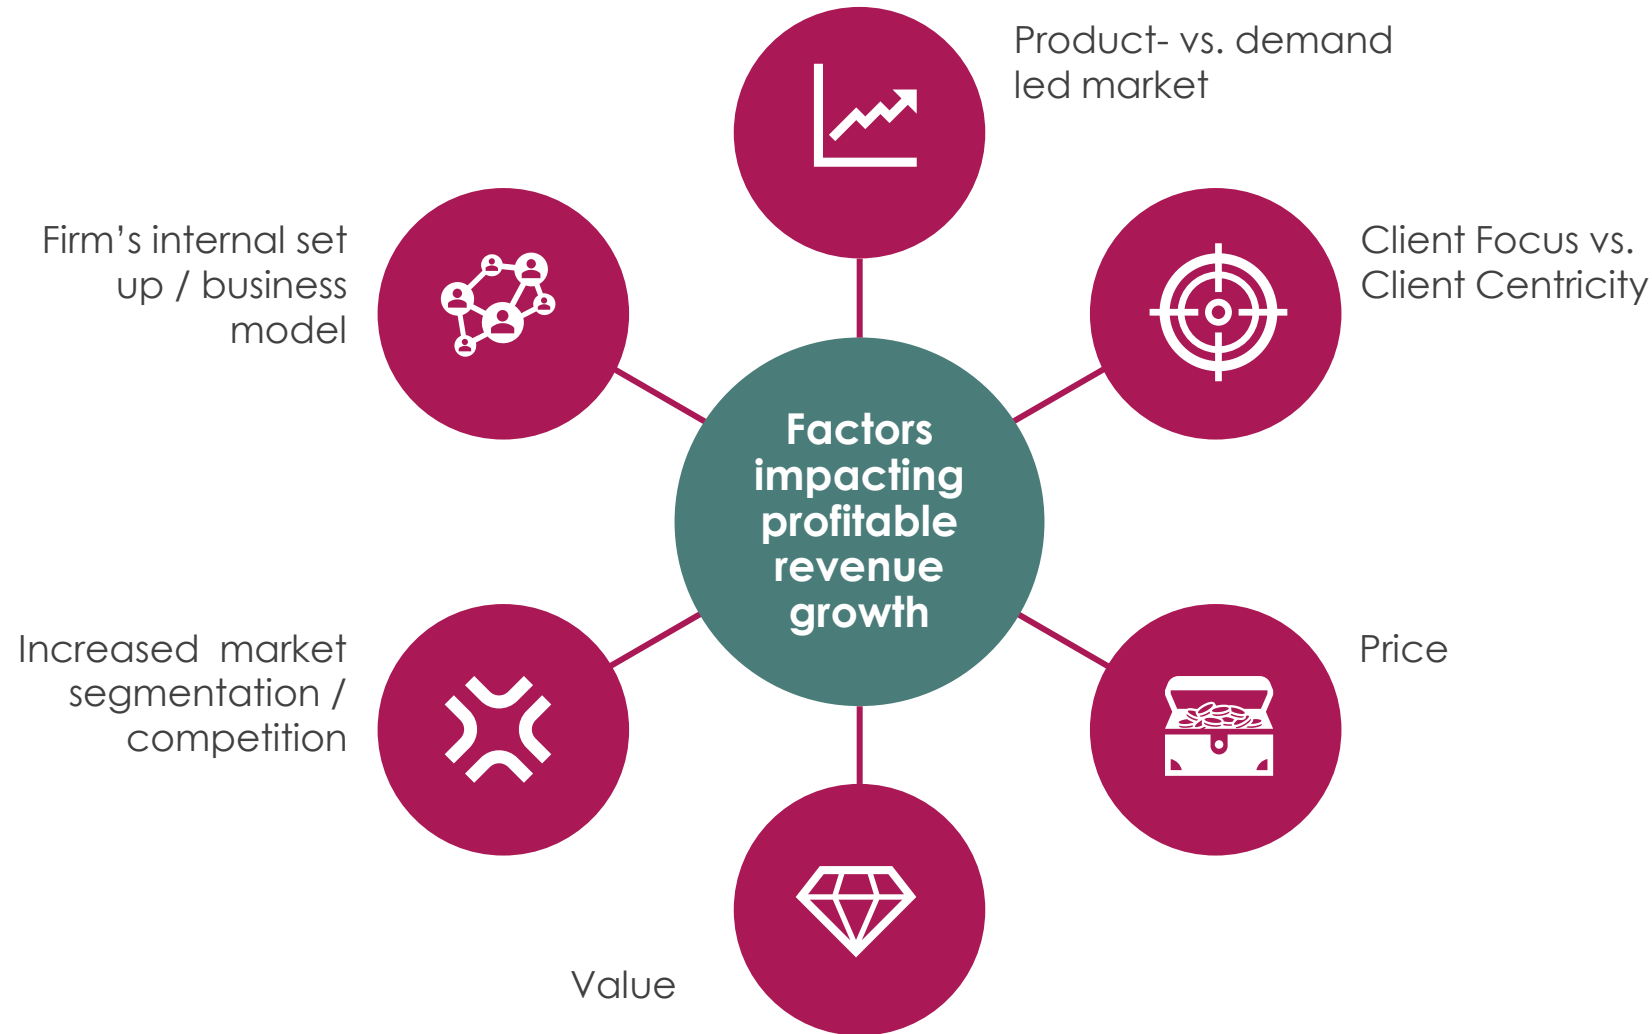 Product- vs. demand
led market
Client Focus vs.
Client Centricity
Price
Value
Increased  market
segmentation /
competition
Firm's internal set
up / business
model
Factors
impacting
profitable
revenue
growth